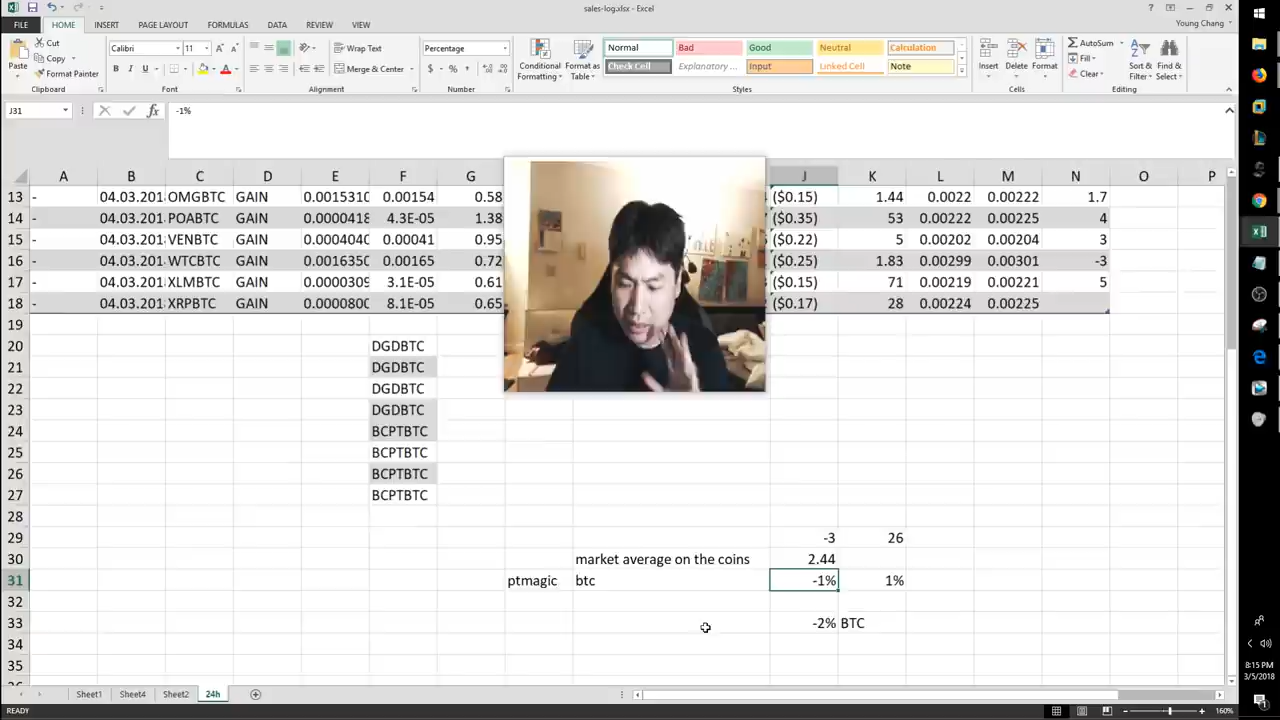 sales-log.xlsx - Excel
FILE HOME INSERT PAGE LAYOUT FORMULAS DATA REVIEW VIEW Young Chang
Paste Cut Copy Format Painter Clipboard
Calibri 11 Font
Wrap Text Merge & Center Alignment
Percentage Number
Conditional Formatting Format as Table
Normal Bad Good Neutral Calculation
Check Cell Explanatory ... Input Linked Cell Note
Styles
Insert Delete Format Cells
AutoSum Fill Clear Sort & Filter Find & Select Editing
J31 fx -1%
A B C D E F G J K L M N O P
13 - 04.03.201 OMGBTC GAIN 0.001531 0.00154 0.58 ($0.15) 1.44 0.0022 0.00222 1.7
14 - 04.03.201 POABTC GAIN 0.0000418 4.3E-05 1.38 ($0.35) 53 0.00222 0.00225 4
15 - 04.03.201 VENBTC GAIN 0.0004040 0.00041 0.95 ($0.22) 5 0.00202 0.00204 3
16 - 04.03.201 WTCBTC GAIN 0.001635 0.00165 0.72 ($0.25) 1.83 0.00299 0.00301 -3
17 - 04.03.201 XLMBTC GAIN 0.0000309 3.1E-05 0.61 ($0.15) 71 0.00219 0.00221 5
18 - 04.03.201 XRPBTC GAIN 0.0000800 8.1E-05 0.65 ($0.17) 28 0.00224 0.00225
19
20 DGDBTC
21 DGDBTC
22 DGDBTC
23 DGDBTC
24 BCPTBTC
25 BCPTBTC
26 BCPTBTC
27 BCPTBTC
28
29 -3 26
30 market average on the coins 2.44
31 ptmagic btc -1% 1%
32
33 -2% BTC
34
35
Sheet1 Sheet4 Sheet2 24h
READY 160%
8:15 PM
3/5/2018